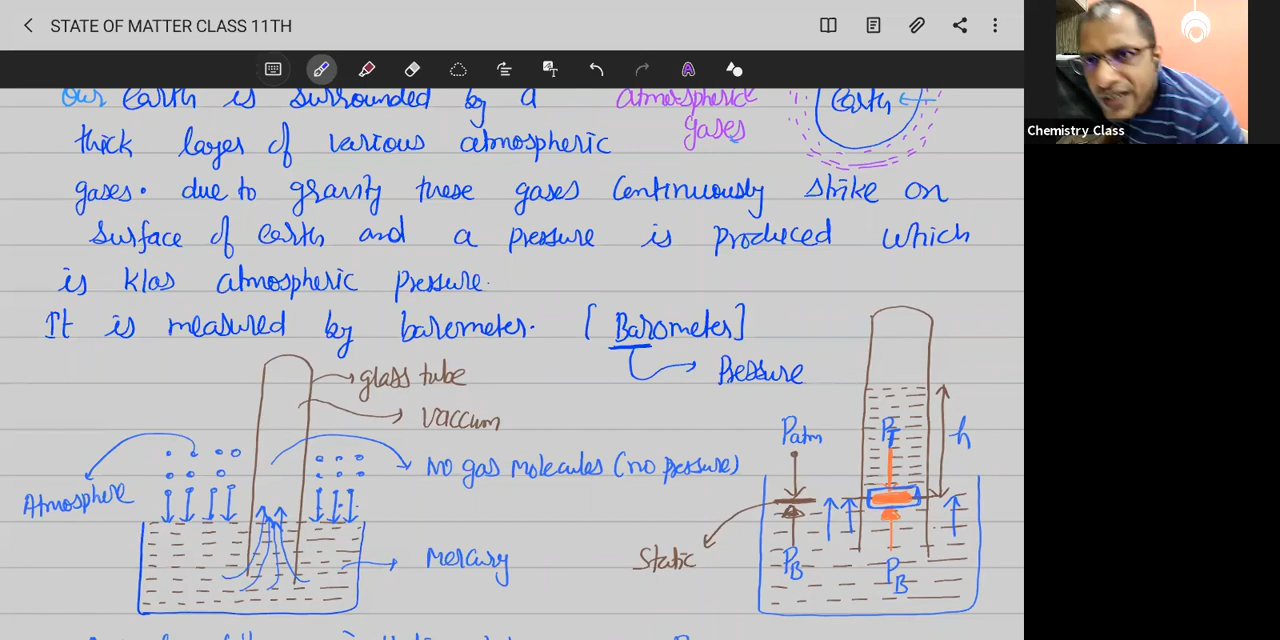 STATE OF MATTER CLASS 11TH
Chemistry Class
Our Earth is surrounded by a
thick layer of various atmospheric
gases. due to gravity these gases Continuously strike on
surface of earth and a pressure is produced which
is k/as atmospheric pressure.
It is measured by barometer. [Barometer]
Pressure
atmospheric
gases
Earth
glass tube
vaccum
No gas molecules (no pressure)
Atmosphere
Mercury
Patm
PT
h
Static
PB
PB